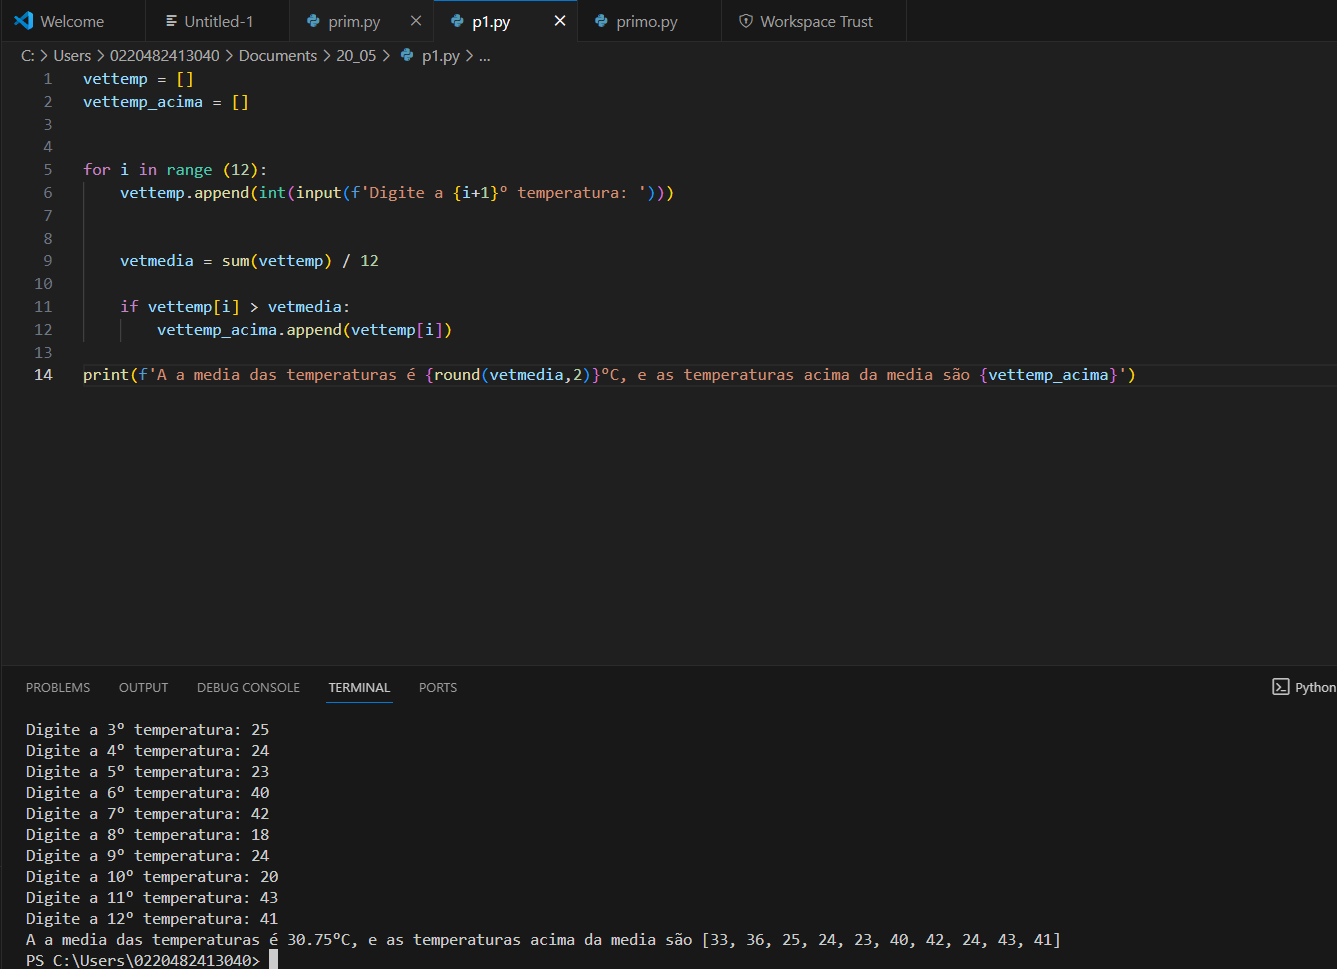 Welcome Untitled-1 prim.py p1.py primo.py Workspace Trust
C: > Users > 0220482413040 > Documents > 20_05 > p1.py > ...
1 vettemp = []
2 vettemp_acima = []
3
4
5 for i in range (12):
6 vettemp.append(int(input(f'Digite a {i+1}º temperatura: ')))
7
8
9 vetmedia = sum(vettemp) / 12
10
11 if vettemp[i] > vetmedia:
12 vettemp_acima.append(vettemp[i])
13
14 print(f'A a media das temperaturas é {round(vetmedia,2)}ºC, e as temperaturas acima da media são {vettemp_acima}')
PROBLEMS OUTPUT DEBUG CONSOLE TERMINAL PORTS Python
Digite a 3º temperatura: 25
Digite a 4º temperatura: 24
Digite a 5º temperatura: 23
Digite a 6º temperatura: 40
Digite a 7º temperatura: 42
Digite a 8º temperatura: 18
Digite a 9º temperatura: 24
Digite a 10º temperatura: 20
Digite a 11º temperatura: 43
Digite a 12º temperatura: 41
A a media das temperaturas é 30.75ºC, e as temperaturas acima da media são [33, 36, 25, 24, 23, 40, 42, 24, 43, 41]
PS C:\Users\0220482413040>